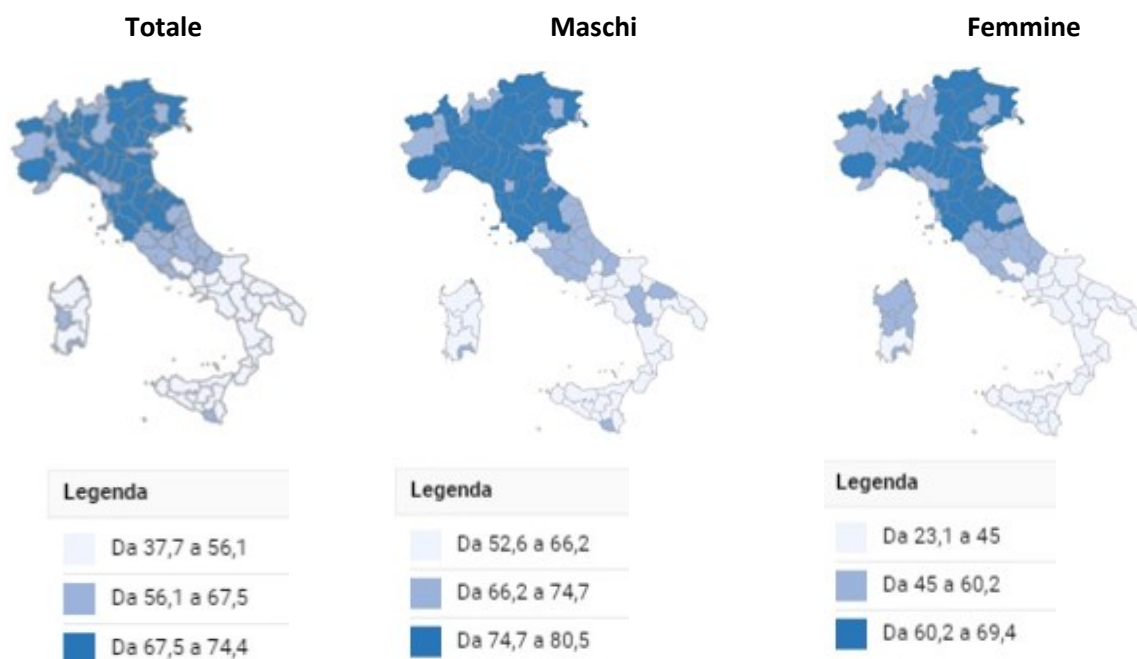 Totale
Maschi
Femmine
Legenda
Da 37,7 a 56,1
Da 56,1 a 67,5
Da 67,5 a 74,4
Legenda
Da 52,6 a 66,2
Da 66,2 a 74,7
Da 74,7 a 80,5
Legenda
Da 23,1 a 45
Da 45 a 60,2
Da 60,2 a 69,4